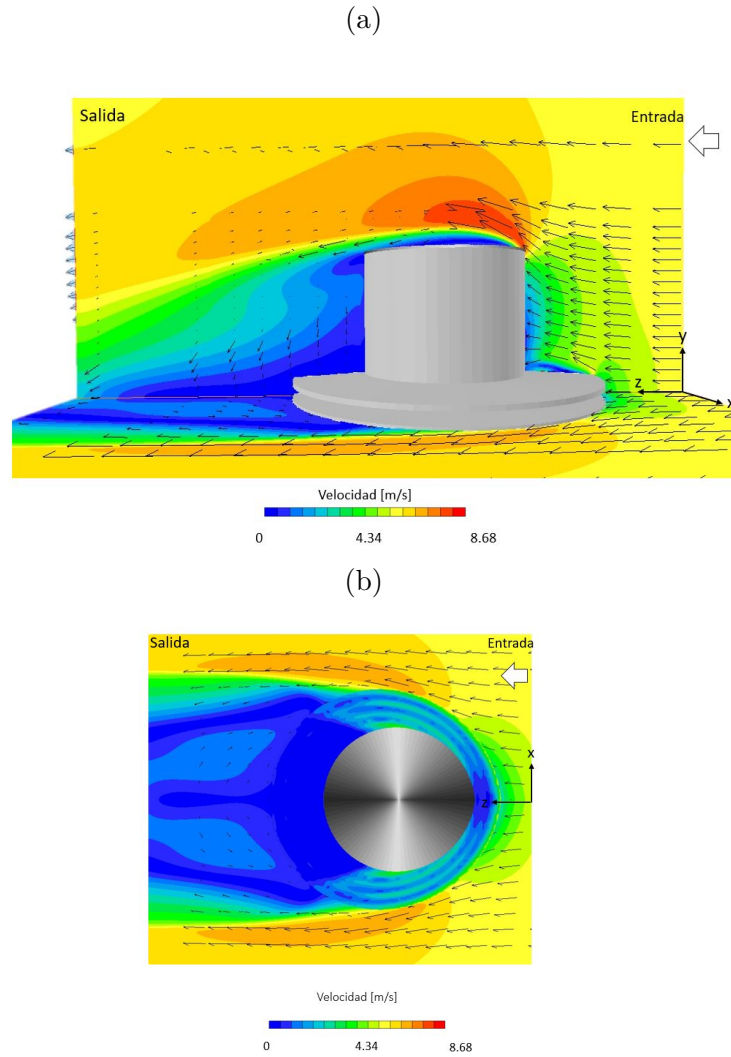 (a)
Salida Entrada
y
z
x
Velocidad [m/s]
0 4.34 8.68
(b)
Salida Entrada
x
z
Velocidad [m/s]
0 4.34 8.68